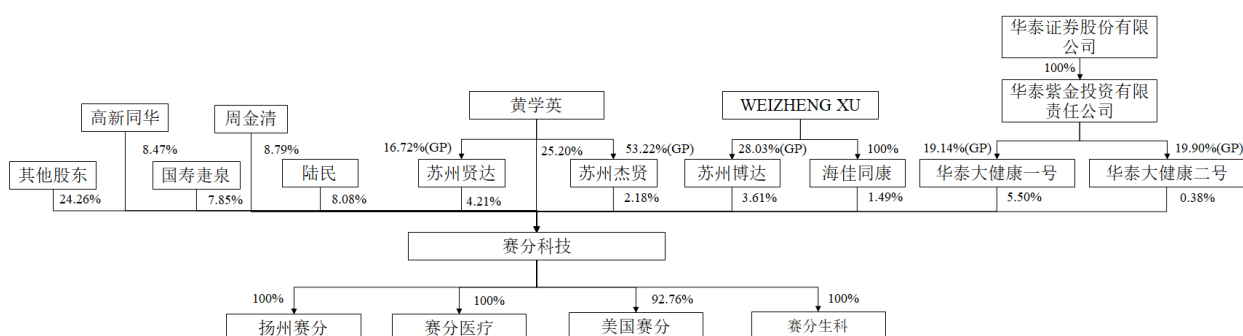 华泰证券股份有限
公司
100%
华泰紫金投资有限
责任公司
黄学英
WEIZHENG XU
高新同华
周金清
8.47%
8.79%
16.72%(GP)
25.20%
53.22%(GP)
28.03%(GP)
100%
19.14%(GP)
19.90%(GP)
其他股东
国寿疌泉
陆民
苏州贤达
苏州杰贤
苏州博达
海佳同康
华泰大健康一号
华泰大健康二号
24.26%
7.85%
8.08%
4.21%
2.18%
3.61%
1.49%
5.50%
0.38%
赛分科技
100%
100%
92.76%
100%
扬州赛分
赛分医疗
美国赛分
赛分生科